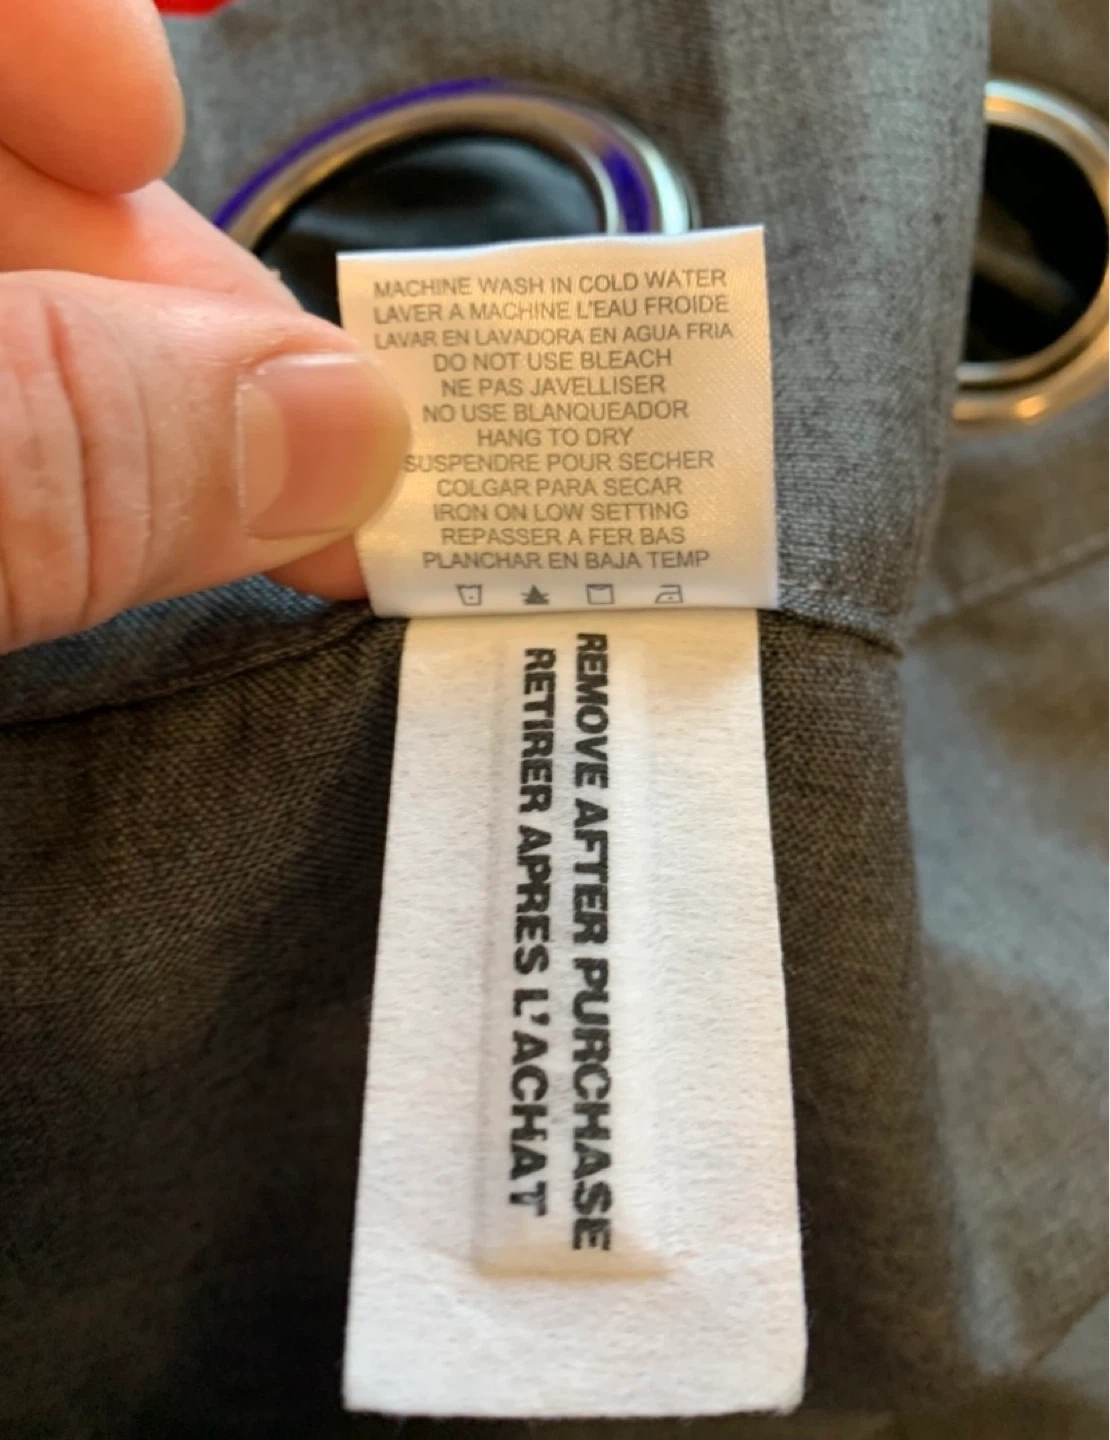 MACHINE WASH IN COLD WATER
LAVER A MACHINE L'EAU FROIDE
LAVAR EN LAVADORA EN AGUA FRIA
DO NOT USE BLEACH
NE PAS JAVELLISER
NO USE BLANQUEADOR
HANG TO DRY
SUSPENDRE POUR SECHER
COLGAR PARA SECAR
IRON ON LOW SETTING
REPASSER A FER BAS
PLANCHAR EN BAJA TEMP
REMOVE AFTER PURCHASE
RETIRER APRES L'ACHAT